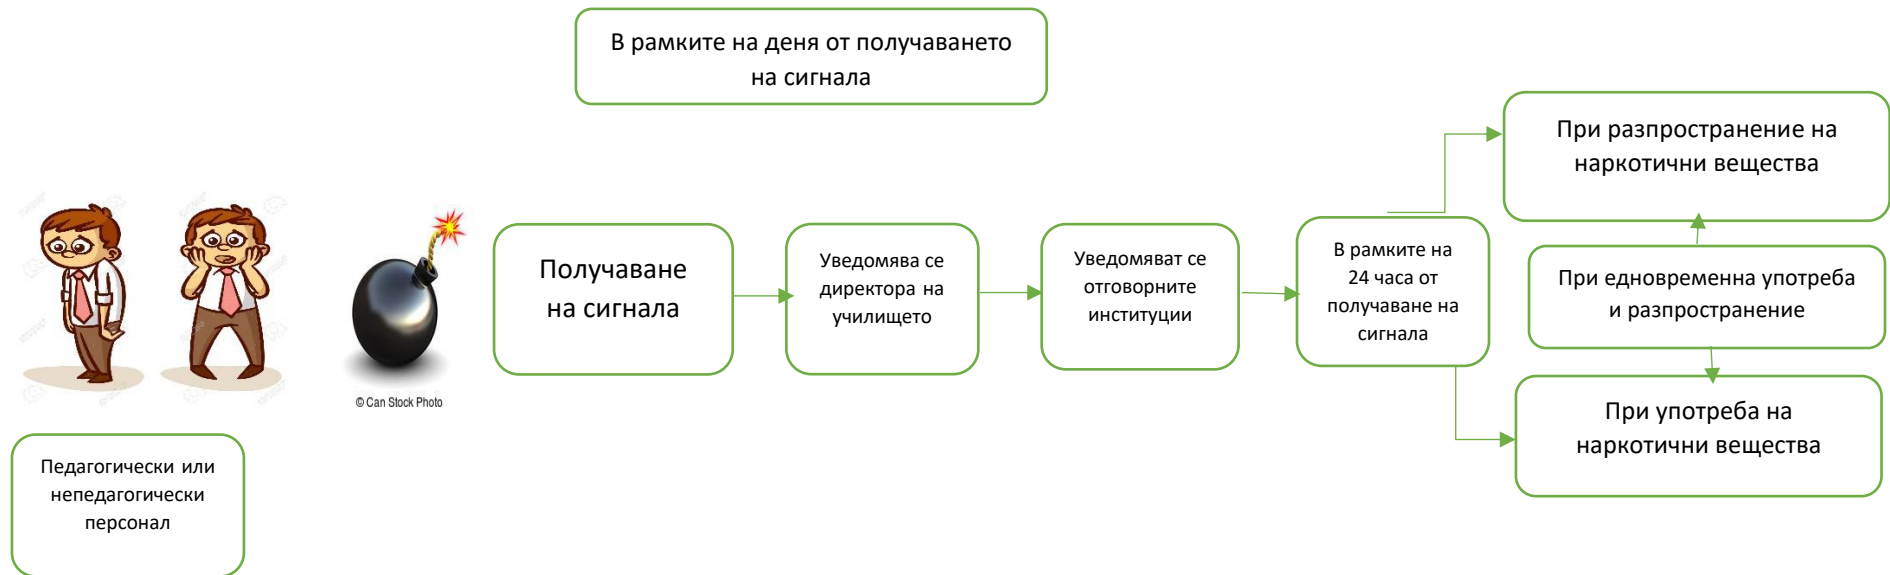 В рамките на деня от получаването
на сигнала
При разпространение на
наркотични вещества
Получаване
на сигнала
Уведомява се
директора на
училището
Уведомяват се
отговорните
институции
В рамките на
24 часа от
получаване на
сигнала
При едновременна употреба
и разпространение
При употреба на
наркотични вещества
© Can Stock Photo
Педагогически или
непедагогически
персонал